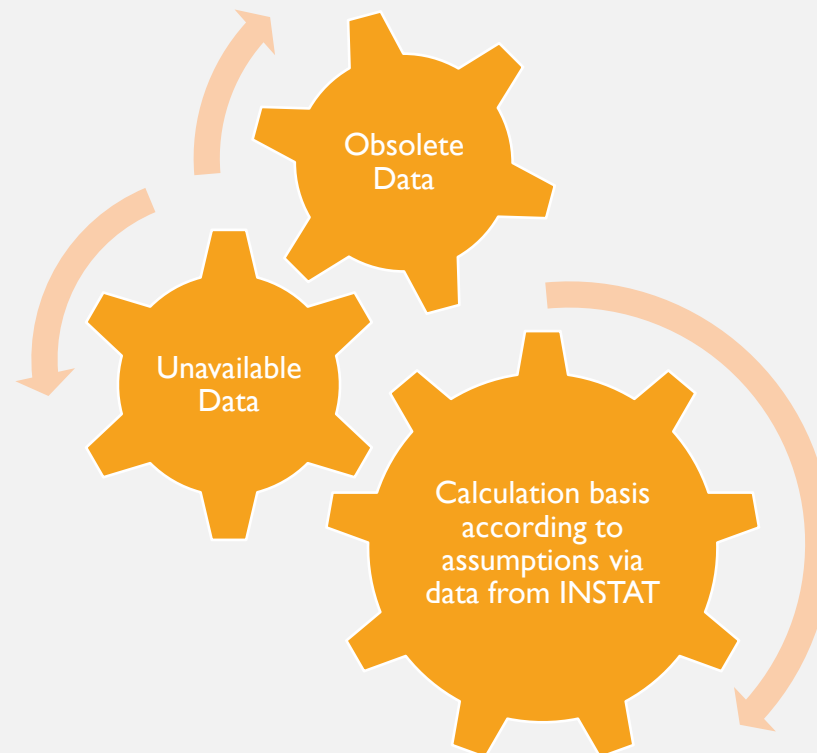 Obsolete
Data
Unavailable
Data
Calculation basis
according to
assumptions via
data from INSTAT